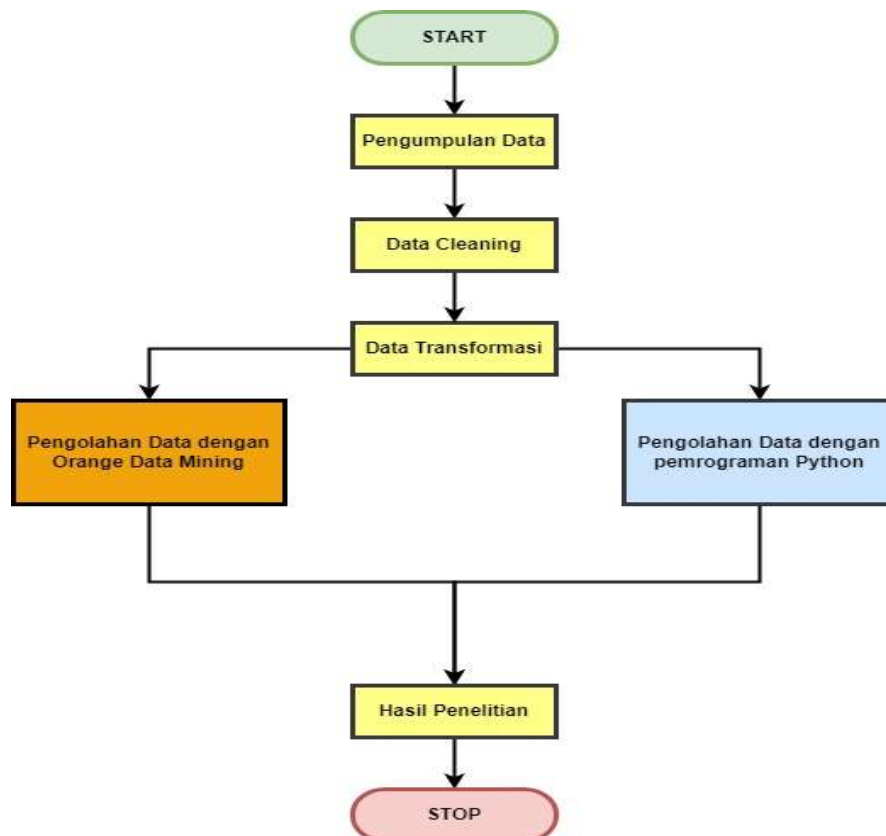 START
Pengumpulan Data
Data Cleaning
Data Transformasi
Pengolahan Data dengan
Orange Data Mining
Pengolahan Data dengan
pemrograman Python
Hasil Penelitian
STOP